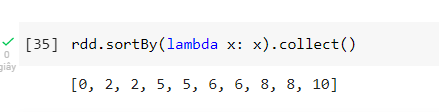 [35] rdd.sortBy(lambda x: x).collect()
0
giây
[0, 2, 2, 5, 5, 6, 6, 8, 8, 10]